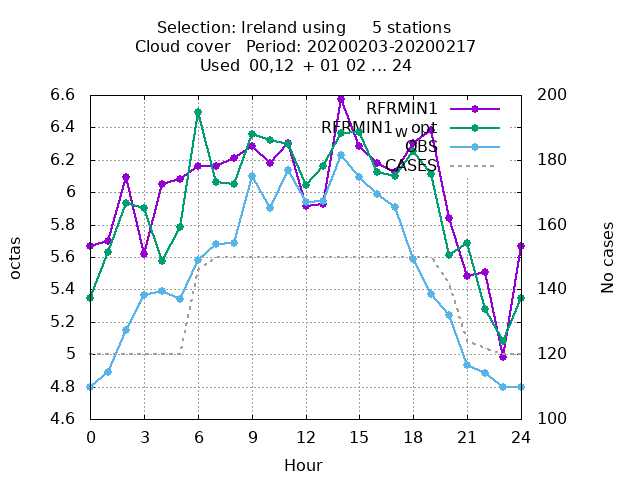 Selection: Ireland using 5 stations
Cloud cover Period: 20200203-20200217
Used 00,12 + 01 02 ... 24
6.6
6.4
6.2
6
5.8
5.6
5.4
5.2
5
4.8
4.6
octas
200
180
160
140
120
100
No cases
RFRMIN1
RFRMIN1w opt
OBS
CASES
0 3 6 9 12 15 18 21 24
Hour